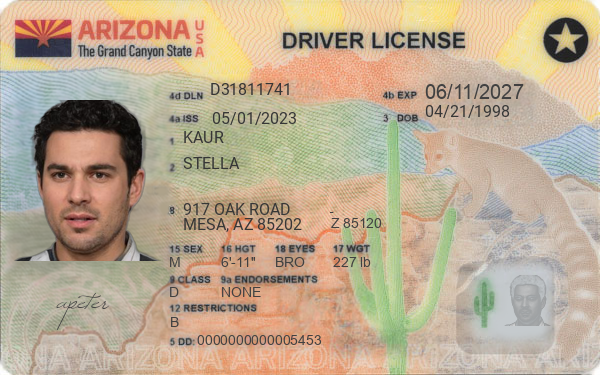 ARIZONA USA
The Grand Canyon State
DRIVER LICENSE
4d DLN D31811741
4b EXP 06/11/2027
4a ISS 05/01/2023
3 DOB 04/21/1998
1 KAUR
2 STELLA
8 917 OAK ROAD -
MESA, AZ 85202 Z 85120
15 SEX 16 HGT 18 EYES 17 WGT
M 6'-11" BRO 227 lb
9 CLASS 9a ENDORSEMENTS
D NONE
12 RESTRICTIONS
B
5 DD: 0000000000005453
apeter
ARIZONA ARIZONA ARIZONA ARIZONA